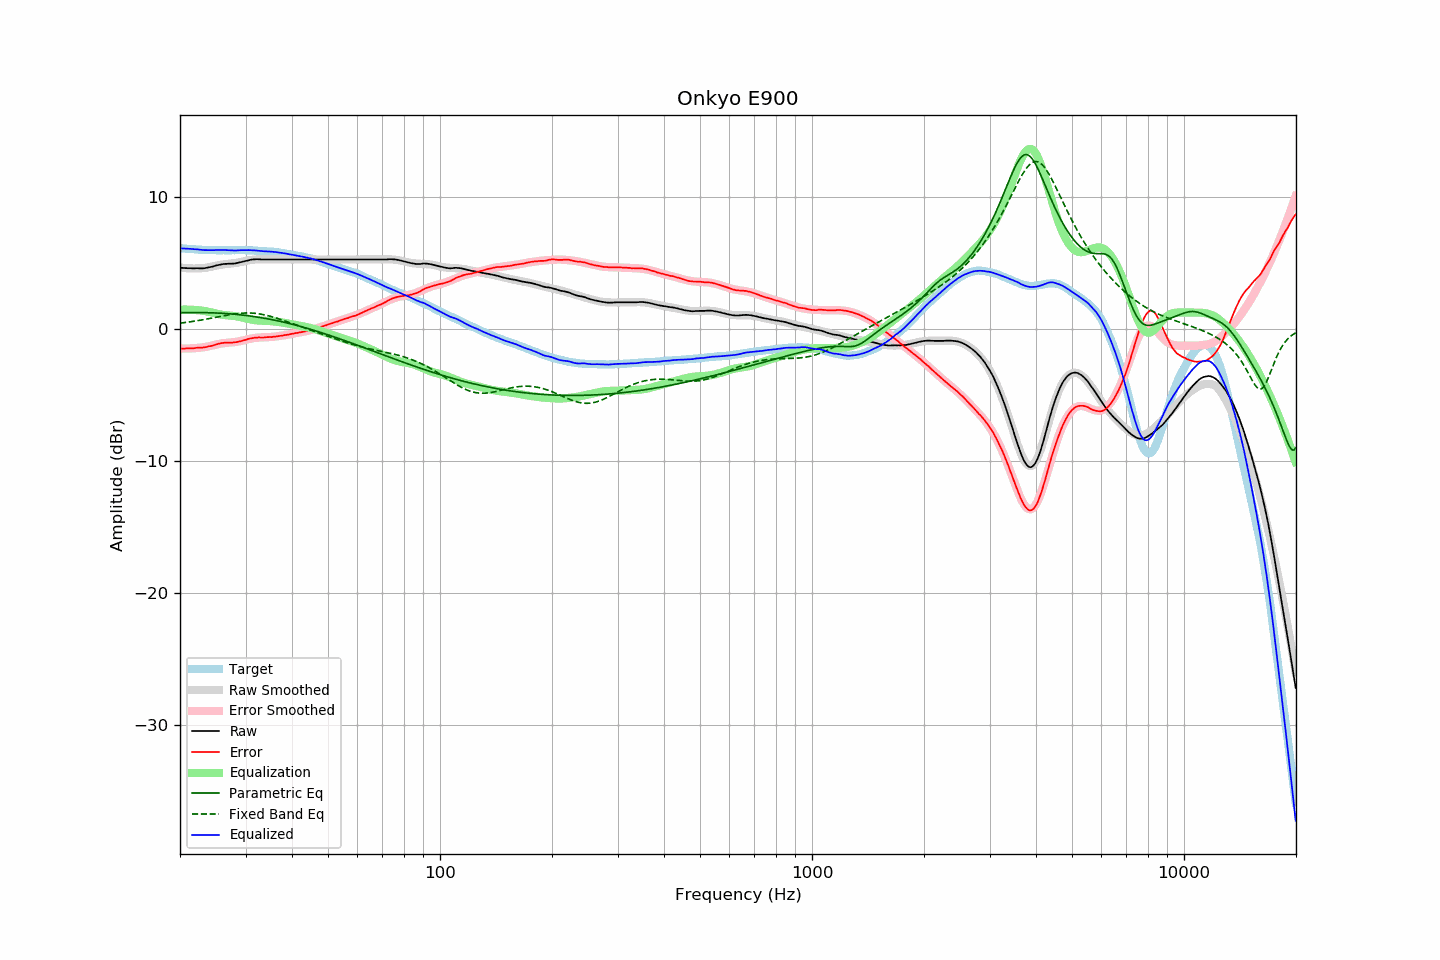 Onkyo E900
Amplitude (dBr)
10
0
−10
−20
−30
Target
Raw Smoothed
Error Smoothed
Raw
Error
Equalization
Parametric Eq
Fixed Band Eq
Equalized
100
1000
10000
Frequency (Hz)